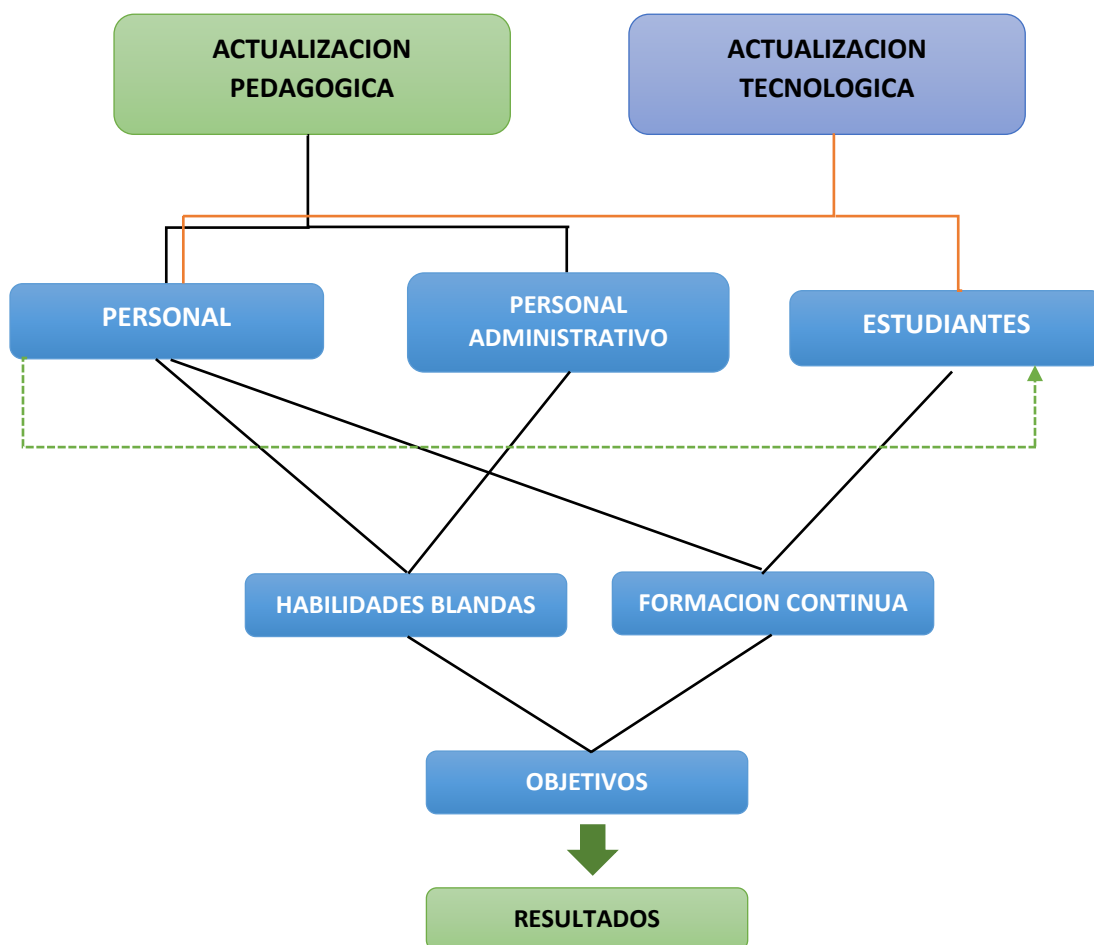 ACTUALIZACION
PEDAGOGICA
ACTUALIZACION
TECNOLOGICA
PERSONAL
PERSONAL
ADMINISTRATIVO
ESTUDIANTES
HABILIDADES BLANDAS
FORMACION CONTINUA
OBJETIVOS
RESULTADOS